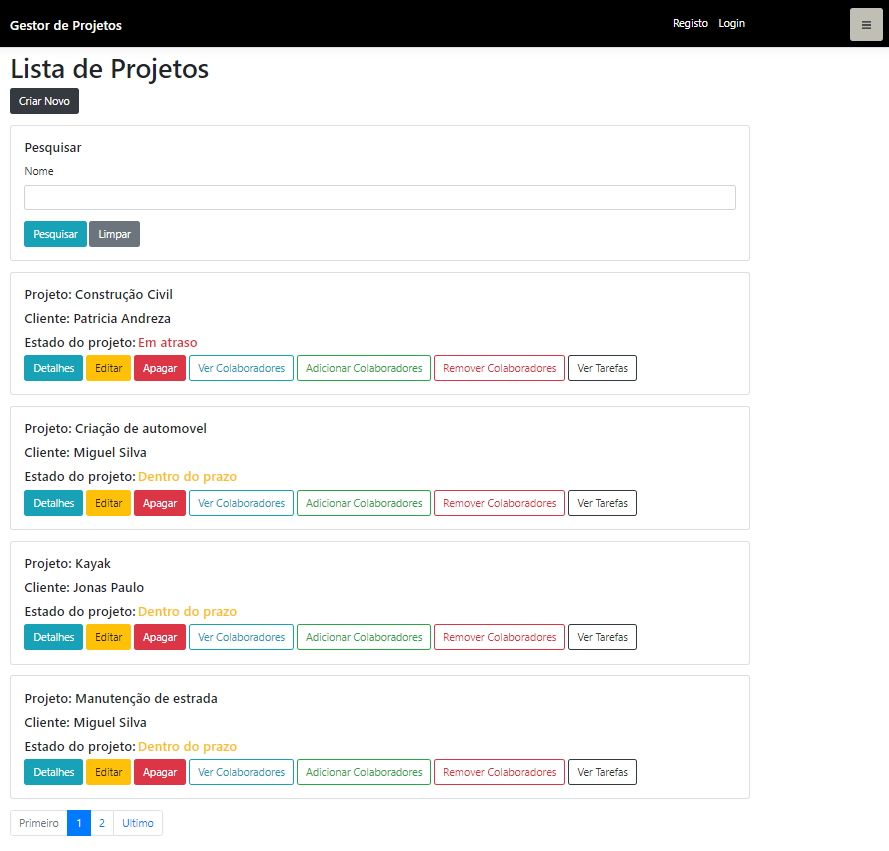 Gestor de Projetos
Registo Login
Lista de Projetos
Criar Novo
Pesquisar
Nome
Pesquisar Limpar
Projeto: Construção Civil
Cliente: Patricia Andreza
Estado do projeto: Em atraso
Detalhes Editar Apagar Ver Colaboradores Adicionar Colaboradores Remover Colaboradores Ver Tarefas
Projeto: Criação de automovel
Cliente: Miguel Silva
Estado do projeto: Dentro do prazo
Detalhes Editar Apagar Ver Colaboradores Adicionar Colaboradores Remover Colaboradores Ver Tarefas
Projeto: Kayak
Cliente: Jonas Paulo
Estado do projeto: Dentro do prazo
Detalhes Editar Apagar Ver Colaboradores Adicionar Colaboradores Remover Colaboradores Ver Tarefas
Projeto: Manutenção de estrada
Cliente: Miguel Silva
Estado do projeto: Dentro do prazo
Detalhes Editar Apagar Ver Colaboradores Adicionar Colaboradores Remover Colaboradores Ver Tarefas
Primeiro 1 2 Ultimo